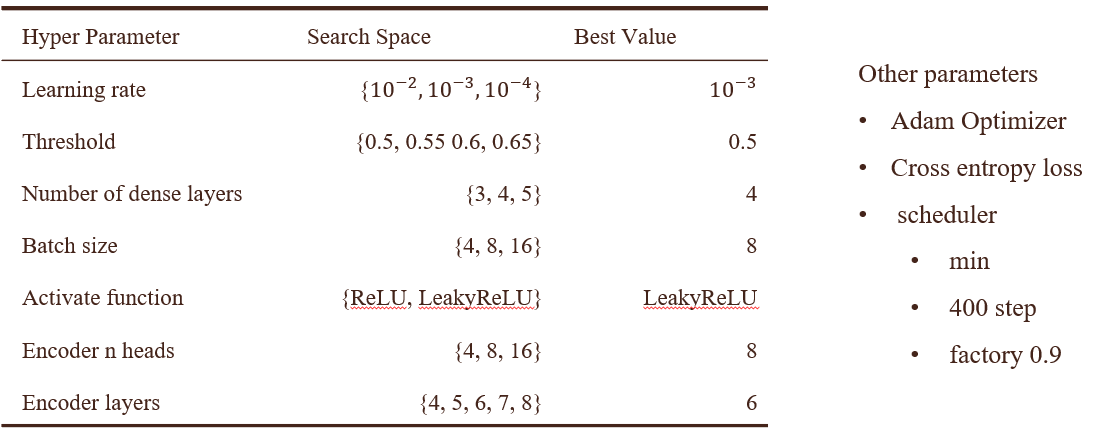 Hyper Parameter Search Space Best Value
Learning rate {10⁻², 10⁻³, 10⁻⁴} 10⁻³
Threshold {0.5, 0.55 0.6, 0.65} 0.5
Number of dense layers {3, 4, 5} 4
Batch size {4, 8, 16} 8
Activate function {ReLU, LeakyReLU} LeakyReLU
Encoder n heads {4, 8, 16} 8
Encoder layers {4, 5, 6, 7, 8} 6
Other parameters
• Adam Optimizer
• Cross entropy loss
• scheduler
• min
• 400 step
• factory 0.9